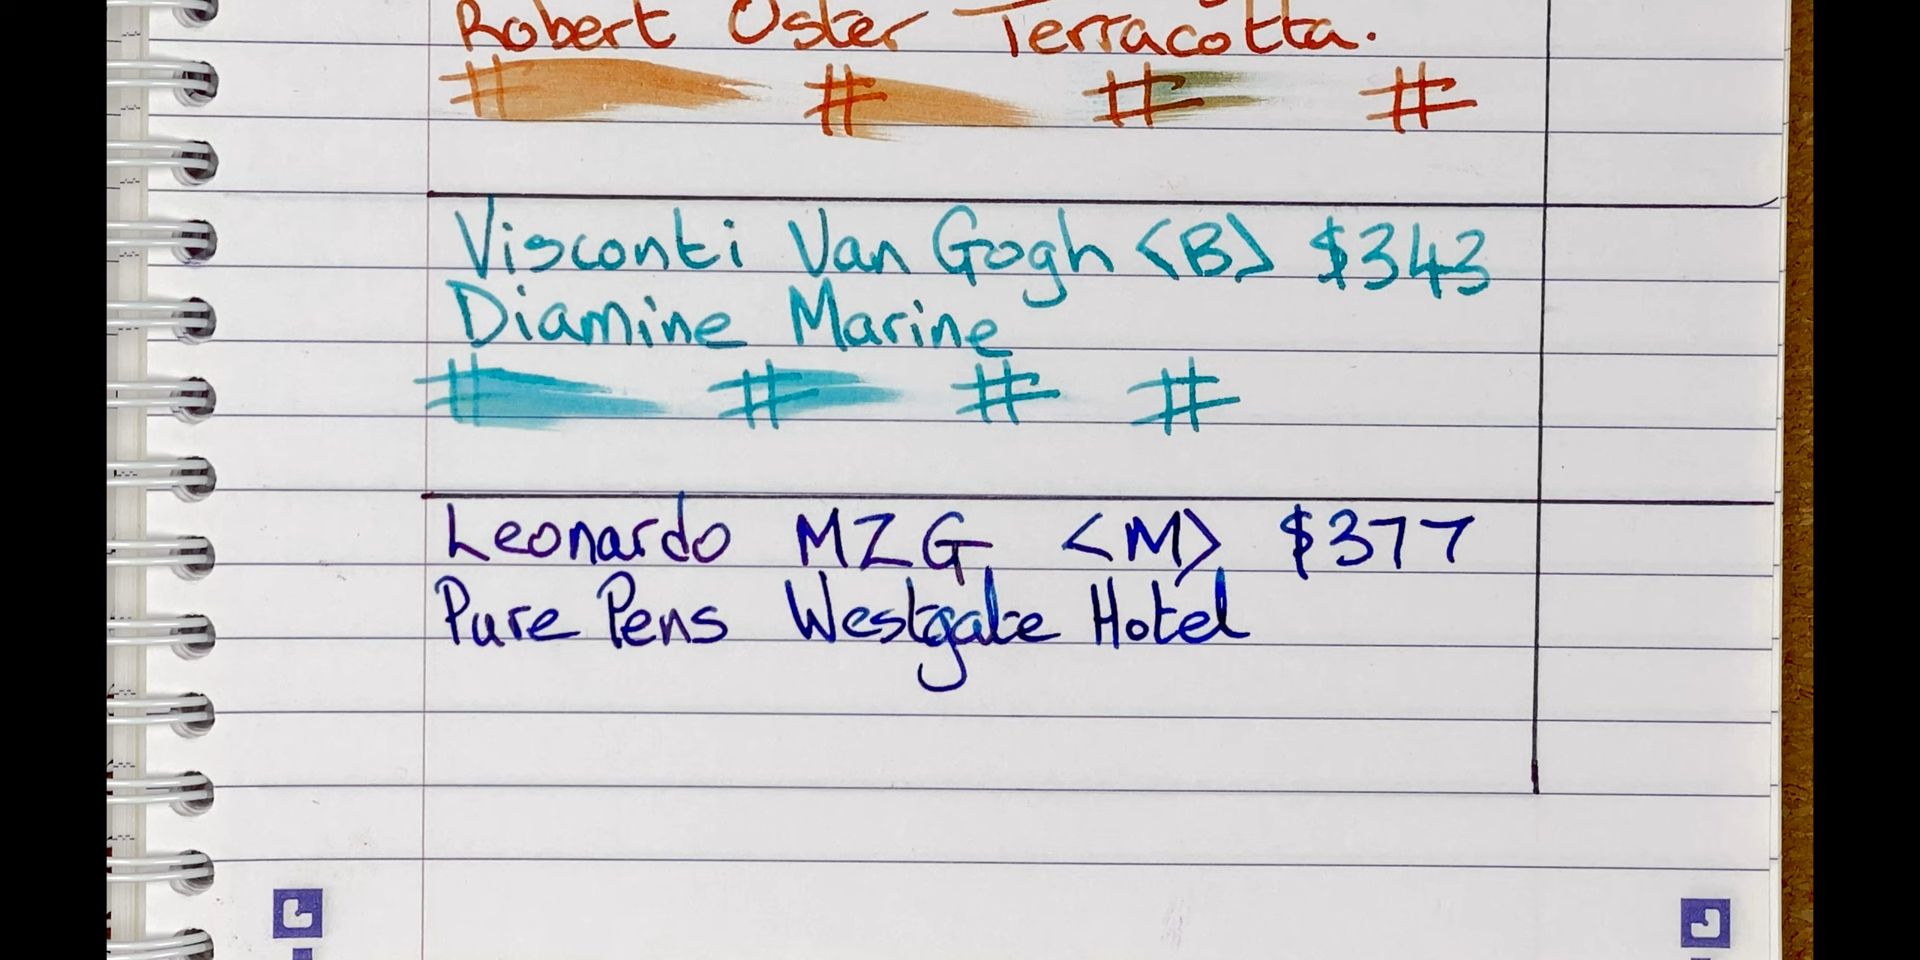 Robert Oster Terracotta.
# # # #
Visconti Van Gogh <B> $343
Diamine Marine
# # # #
Leonardo MZG <M> $377
Pure Pens Westgate Hotel